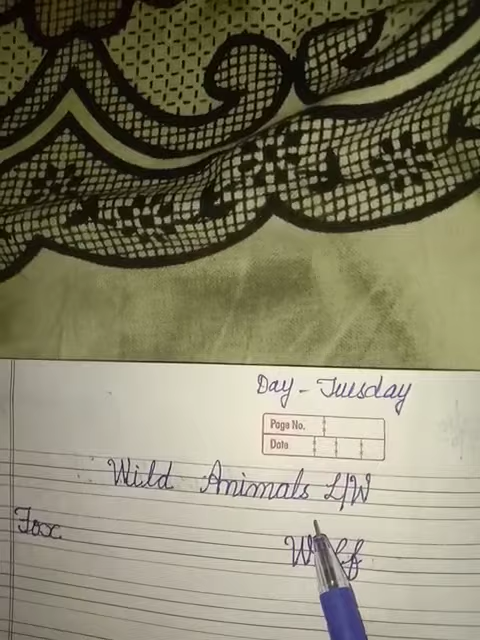 Day - Tuesday
Page No.
Date
Wild Animals L/W
Fox